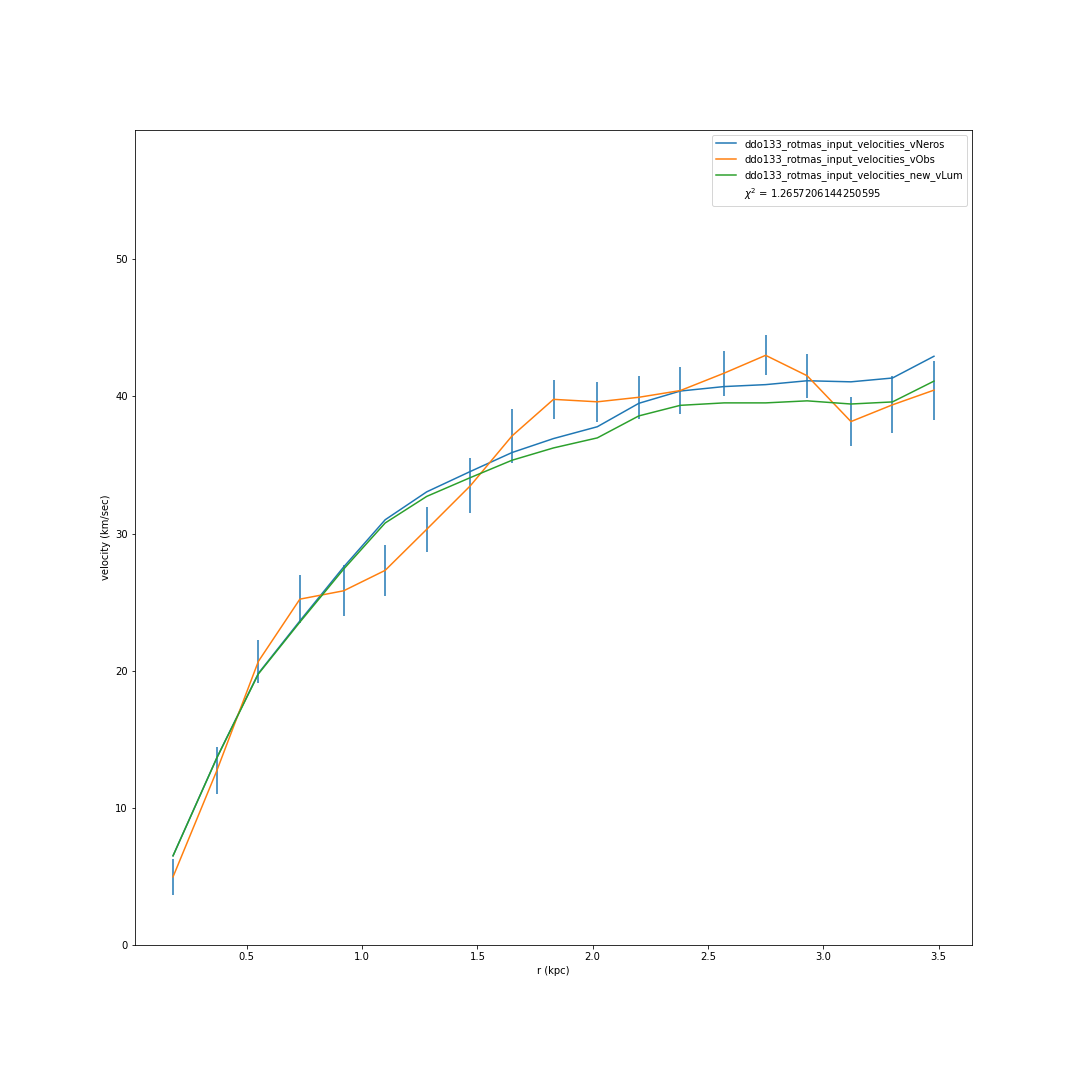 ddo133_rotmas_input_velocities_vNeros
ddo133_rotmas_input_velocities_vObs
ddo133_rotmas_input_velocities_new_vLum
χ² = 1.2657206144250595
50
40
30
20
10
0
velocity (km/sec)
0.5 1.0 1.5 2.0 2.5 3.0 3.5
r (kpc)